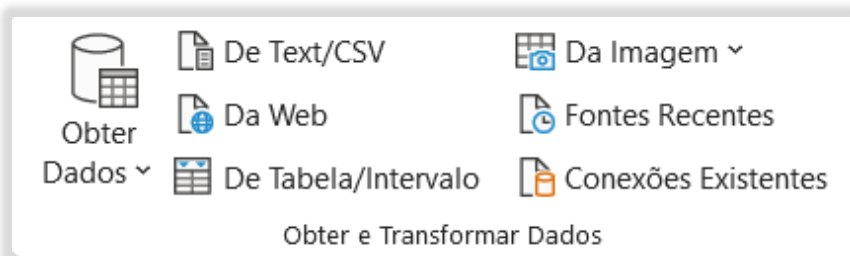 Obter
Dados
De Text/CSV
Da Web
De Tabela/Intervalo
Da Imagem
Fontes Recentes
Conexões Existentes
Obter e Transformar Dados